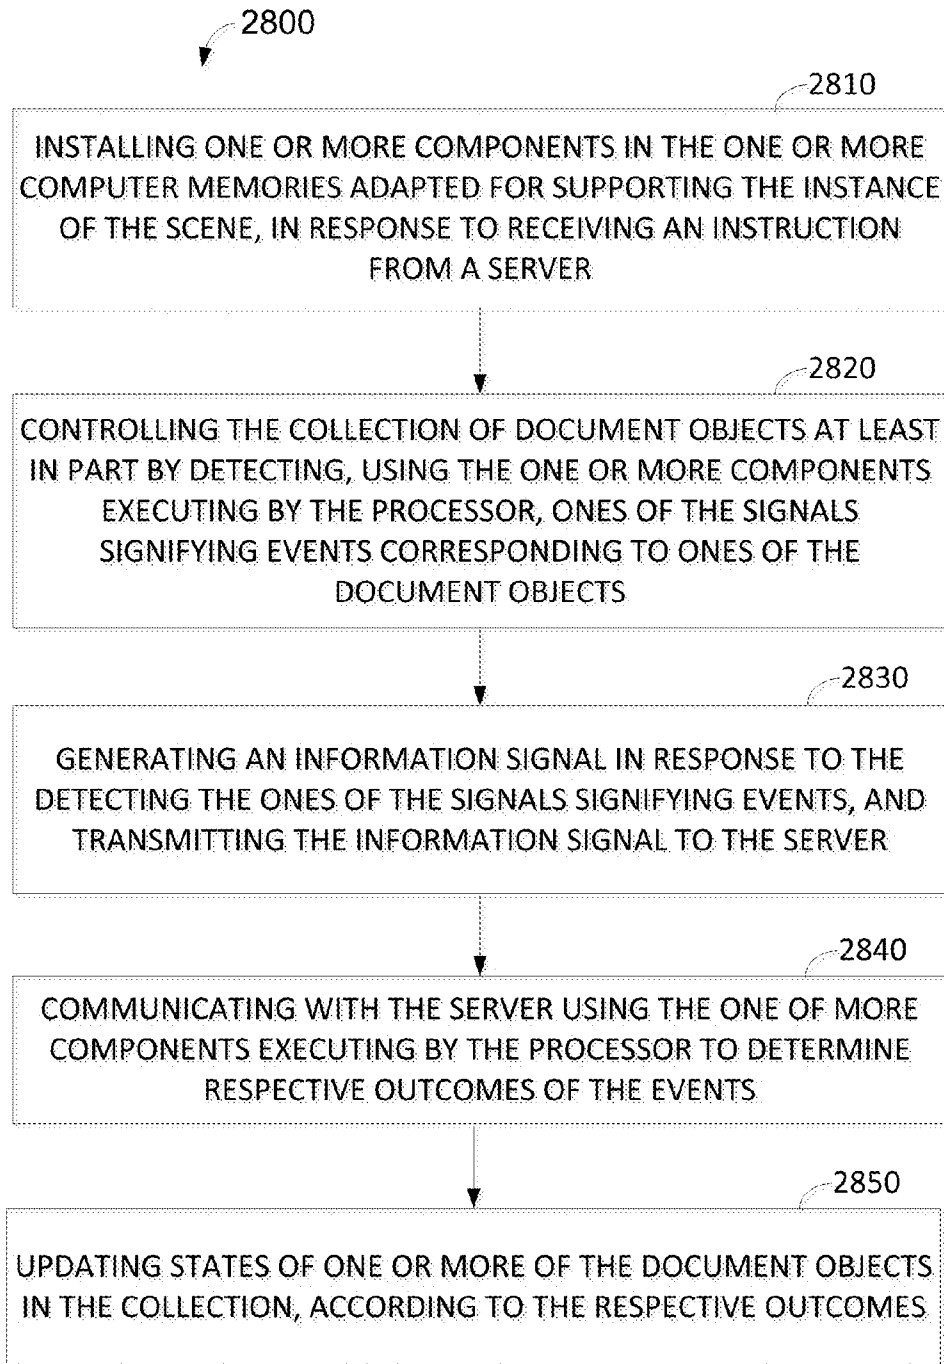 2800
2810
INSTALLING ONE OR MORE COMPONENTS IN THE ONE OR MORE
COMPUTER MEMORIES ADAPTED FOR SUPPORTING THE INSTANCE
OF THE SCENE, IN RESPONSE TO RECEIVING AN INSTRUCTION
FROM A SERVER
2820
CONTROLLING THE COLLECTION OF DOCUMENT OBJECTS AT LEAST
IN PART BY DETECTING, USING THE ONE OR MORE COMPONENTS
EXECUTING BY THE PROCESSOR, ONES OF THE SIGNALS
SIGNIFYING EVENTS CORRESPONDING TO ONES OF THE
DOCUMENT OBJECTS
2830
GENERATING AN INFORMATION SIGNAL IN RESPONSE TO THE
DETECTING THE ONES OF THE SIGNALS SIGNIFYING EVENTS, AND
TRANSMITTING THE INFORMATION SIGNAL TO THE SERVER
2840
COMMUNICATING WITH THE SERVER USING THE ONE OF MORE
COMPONENTS EXECUTING BY THE PROCESSOR TO DETERMINE
RESPECTIVE OUTCOMES OF THE EVENTS
2850
UPDATING STATES OF ONE OR MORE OF THE DOCUMENT OBJECTS
IN THE COLLECTION, ACCORDING TO THE RESPECTIVE OUTCOMES